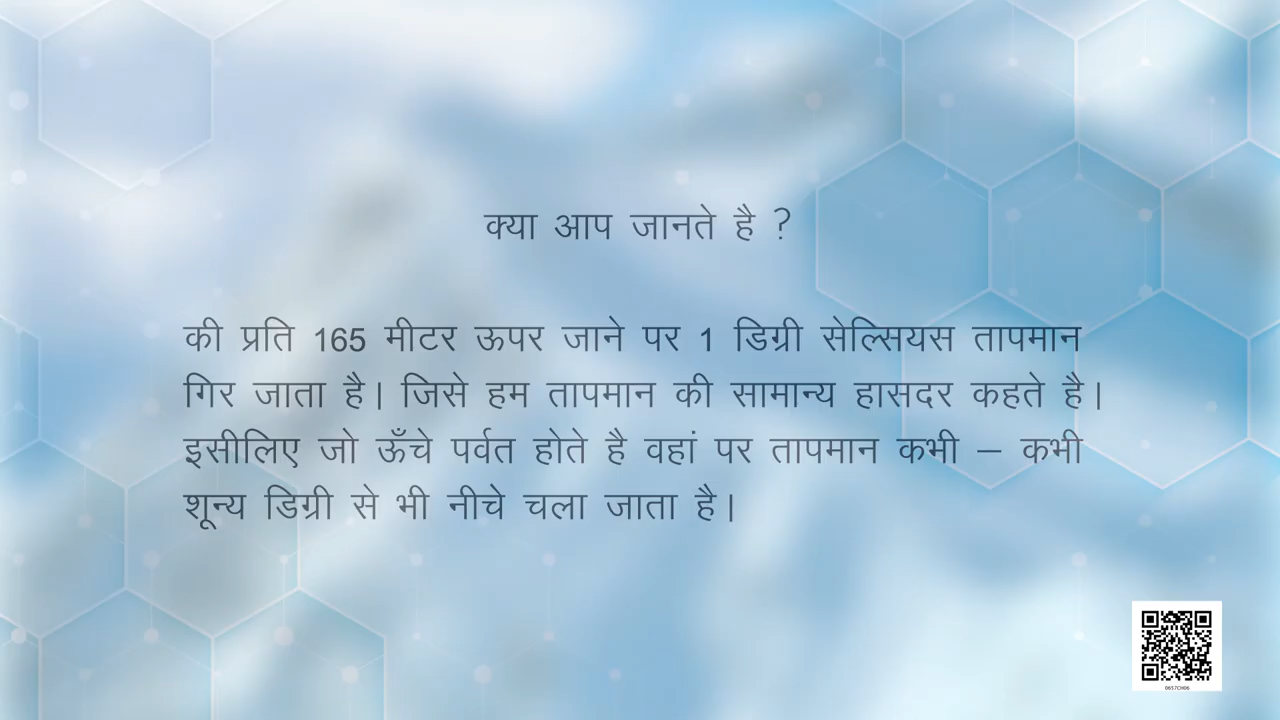 क्या आप जानते है ?
की प्रति 165 मीटर ऊपर जाने पर 1 डिग्री सेल्सियस तापमान
गिर जाता है। जिसे हम तापमान की सामान्य हासदर कहते है।
इसीलिए जो ऊँचे पर्वत होते है वहां पर तापमान कभी – कभी
शून्य डिग्री से भी नीचे चला जाता है।
0657CH06